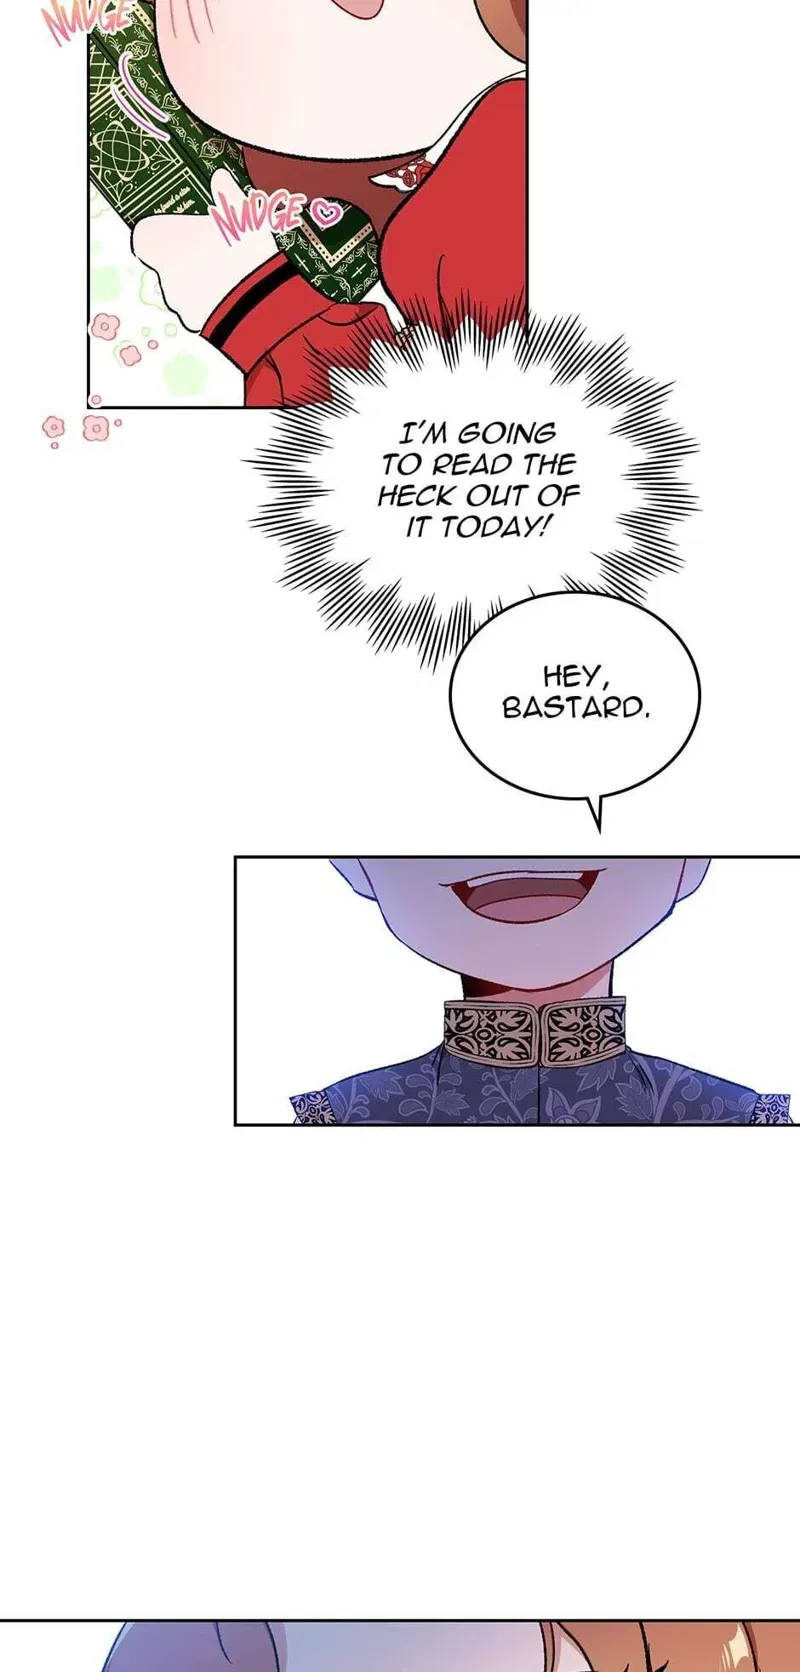 NUDGE
NUDGE
I'M GOING
TO READ THE
HECK OUT OF
IT TODAY!
HEY,
BASTARD.